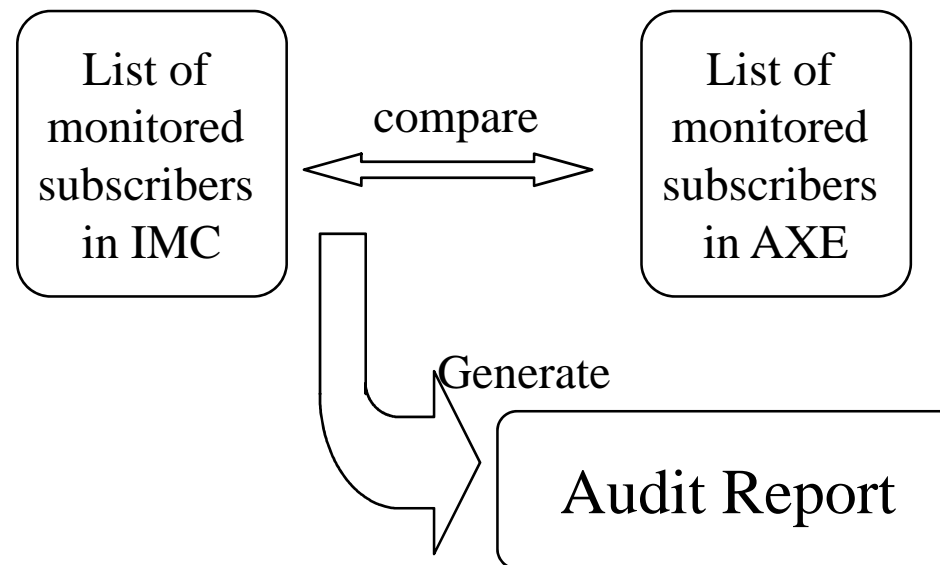 List of
monitored
subscribers
in IMC
compare
List of
monitored
subscribers
in AXE
Generate
Audit Report